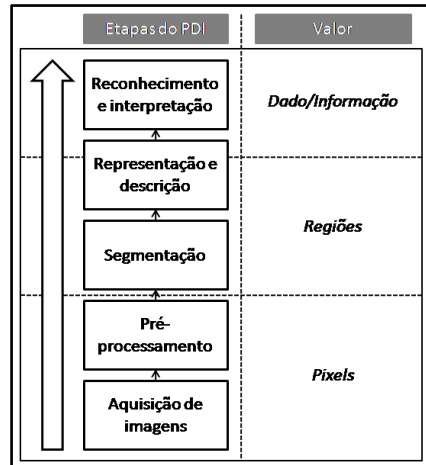 Etapas do PDI
Valor
Reconhecimento
e interpretação
Dado/Informação
Representação e
descrição
Regiões
Segmentação
Pré-
processamento
Pixels
Aquisição de
imagens